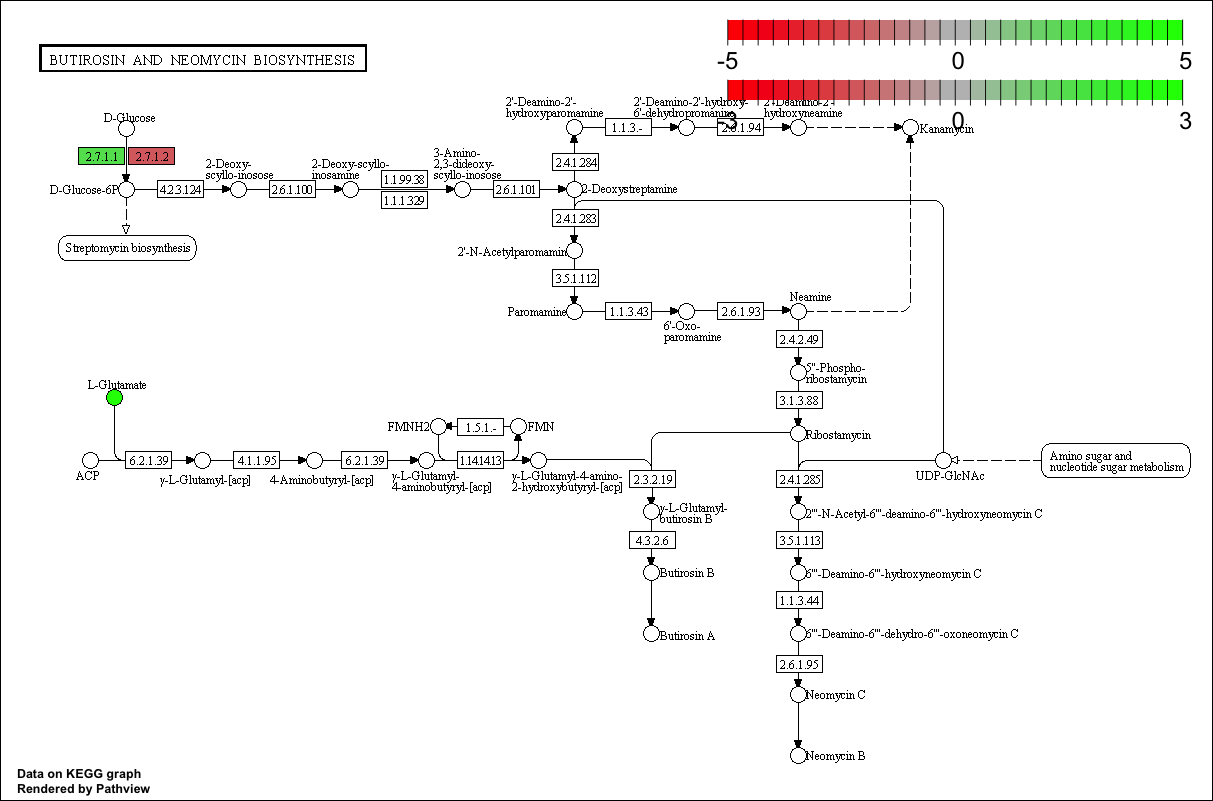 BUTIROSIN AND NEOMYCIN BIOSYNTHESIS
-5 0 5
-3 0 3
D-Glucose
2.7.1.1 2.7.1.2
D-Glucose-6P
4.2.3.124
2-Deoxy-
scyllo-inosose
2.6.1.100
2-Deoxy-scyllo-
inosamine
1.1.99.38
1.1.1.329
3-Amino-
2,3-dideoxy-
scyllo-inosose
2.6.1.101
2-Deoxystreptamine
Streptomycin biosynthesis
2.4.1.284
2'-Deamino-2'-
hydroxyparomamine
1.1.3.-
2'-Deamino-2'-hydroxy-
6'-dehydroparomamine
2.6.1.94
2'-Deamino-2'-
hydroxyneamine
Kanamycin
2.4.1.283
2'-N-Acetylparomamin
3.5.1.112
Paromamine
1.1.3.43
6'-Oxo-
paromamine
2.6.1.93
Neamine
2.4.2.49
5''-Phospho-
ribostamycin
3.1.3.88
Ribostamycin
L-Glutamate
ACP
6.2.1.39
γ-L-Glutamyl-[acp]
4.1.1.95
4-Aminobutyryl-[acp]
6.2.1.39
γ-L-Glutamyl-
4-aminobutyryl-[acp]
FMNH2
1.5.1.-
FMN
1.14.14.13
γ-L-Glutamyl-4-amino-
2-hydroxybutyryl-[acp]
2.3.2.19
γ-L-Glutamyl-
butirosin B
4.3.2.6
Butirosin B
Butirosin A
2.4.1.285
UDP-GlcNAc
Amino sugar and
nucleotide sugar metabolism
2'''-N-Acetyl-6'''-deamino-6'''-hydroxyneomycin C
3.5.1.113
6'''-Deamino-6'''-hydroxyneomycin C
1.1.3.44
6'''-Deamino-6'''-dehydro-6'''-oxoneomycin C
2.6.1.95
Neomycin C
Neomycin B
Data on KEGG graph
Rendered by Pathview